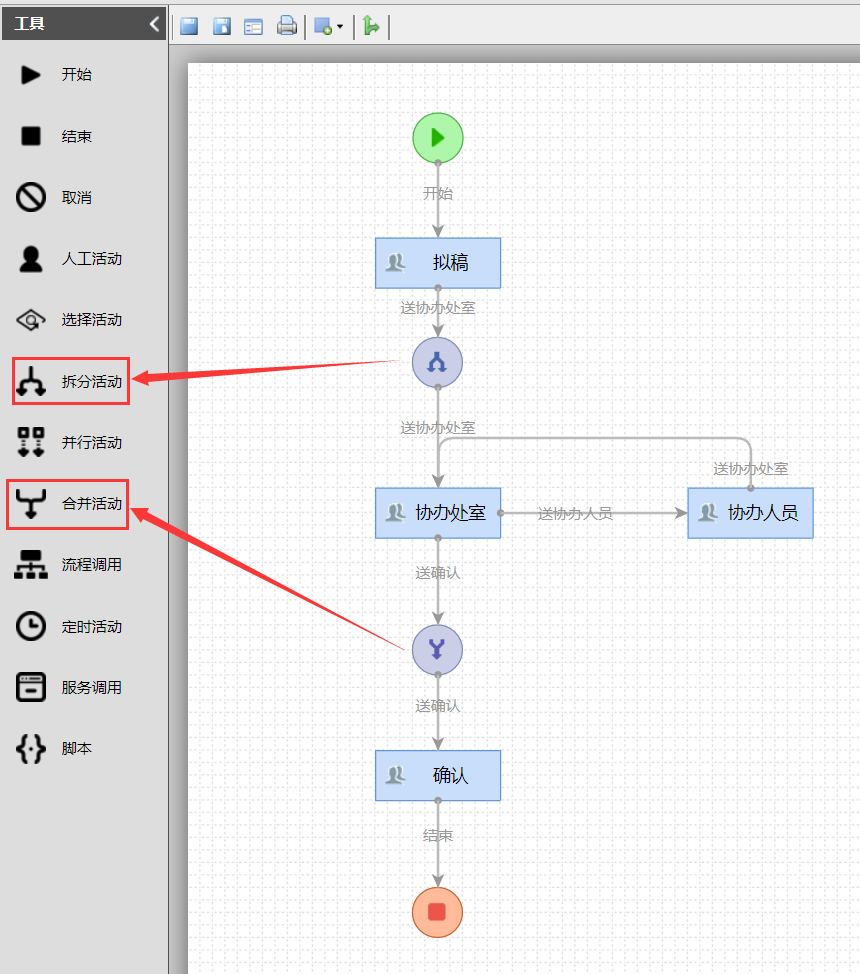 工具
开始
结束
取消
人工活动
选择活动
拆分活动
并行活动
合并活动
流程调用
定时活动
服务调用
脚本
开始
拟稿
送协办处室
送协办处室
送协办处室
协办处室
送协办人员
协办人员
送确认
送确认
确认
结束